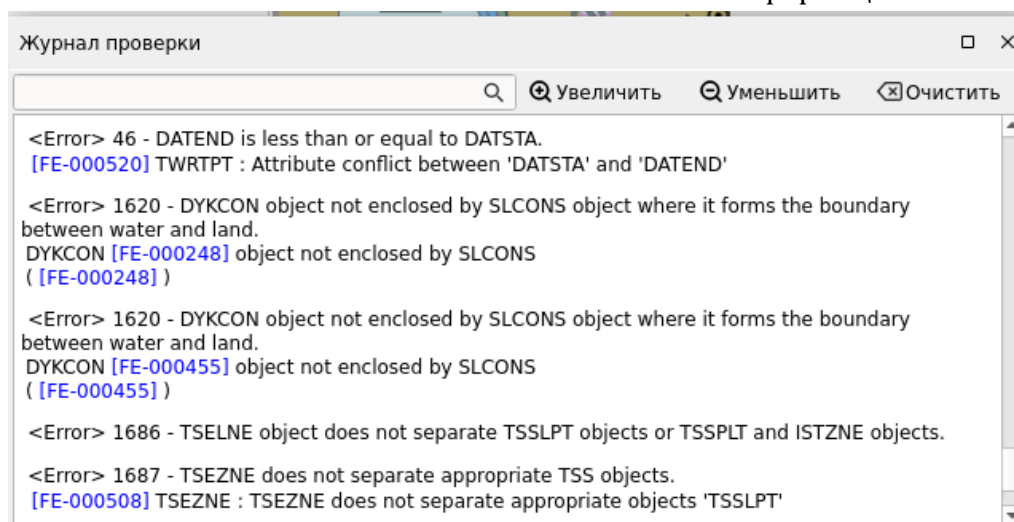 Журнал проверки
Увеличить Уменьшить Очистить
<Error> 46 - DATEND is less than or equal to DATSTA.
[FE-000520] TWRTPT : Attribute conflict between 'DATSTA' and 'DATEND'
<Error> 1620 - DYKCON object not enclosed by SLCONS object where it forms the boundary
between water and land.
DYKCON [FE-000248] object not enclosed by SLCONS
( [FE-000248] )
<Error> 1620 - DYKCON object not enclosed by SLCONS object where it forms the boundary
between water and land.
DYKCON [FE-000455] object not enclosed by SLCONS
( [FE-000455] )
<Error> 1686 - TSELNE object does not separate TSSLPT objects or TSSPLT and ISTZNE objects.
<Error> 1687 - TSEZNE does not separate appropriate TSS objects.
[FE-000508] TSEZNE : TSEZNE does not separate appropriate objects 'TSSLPT'